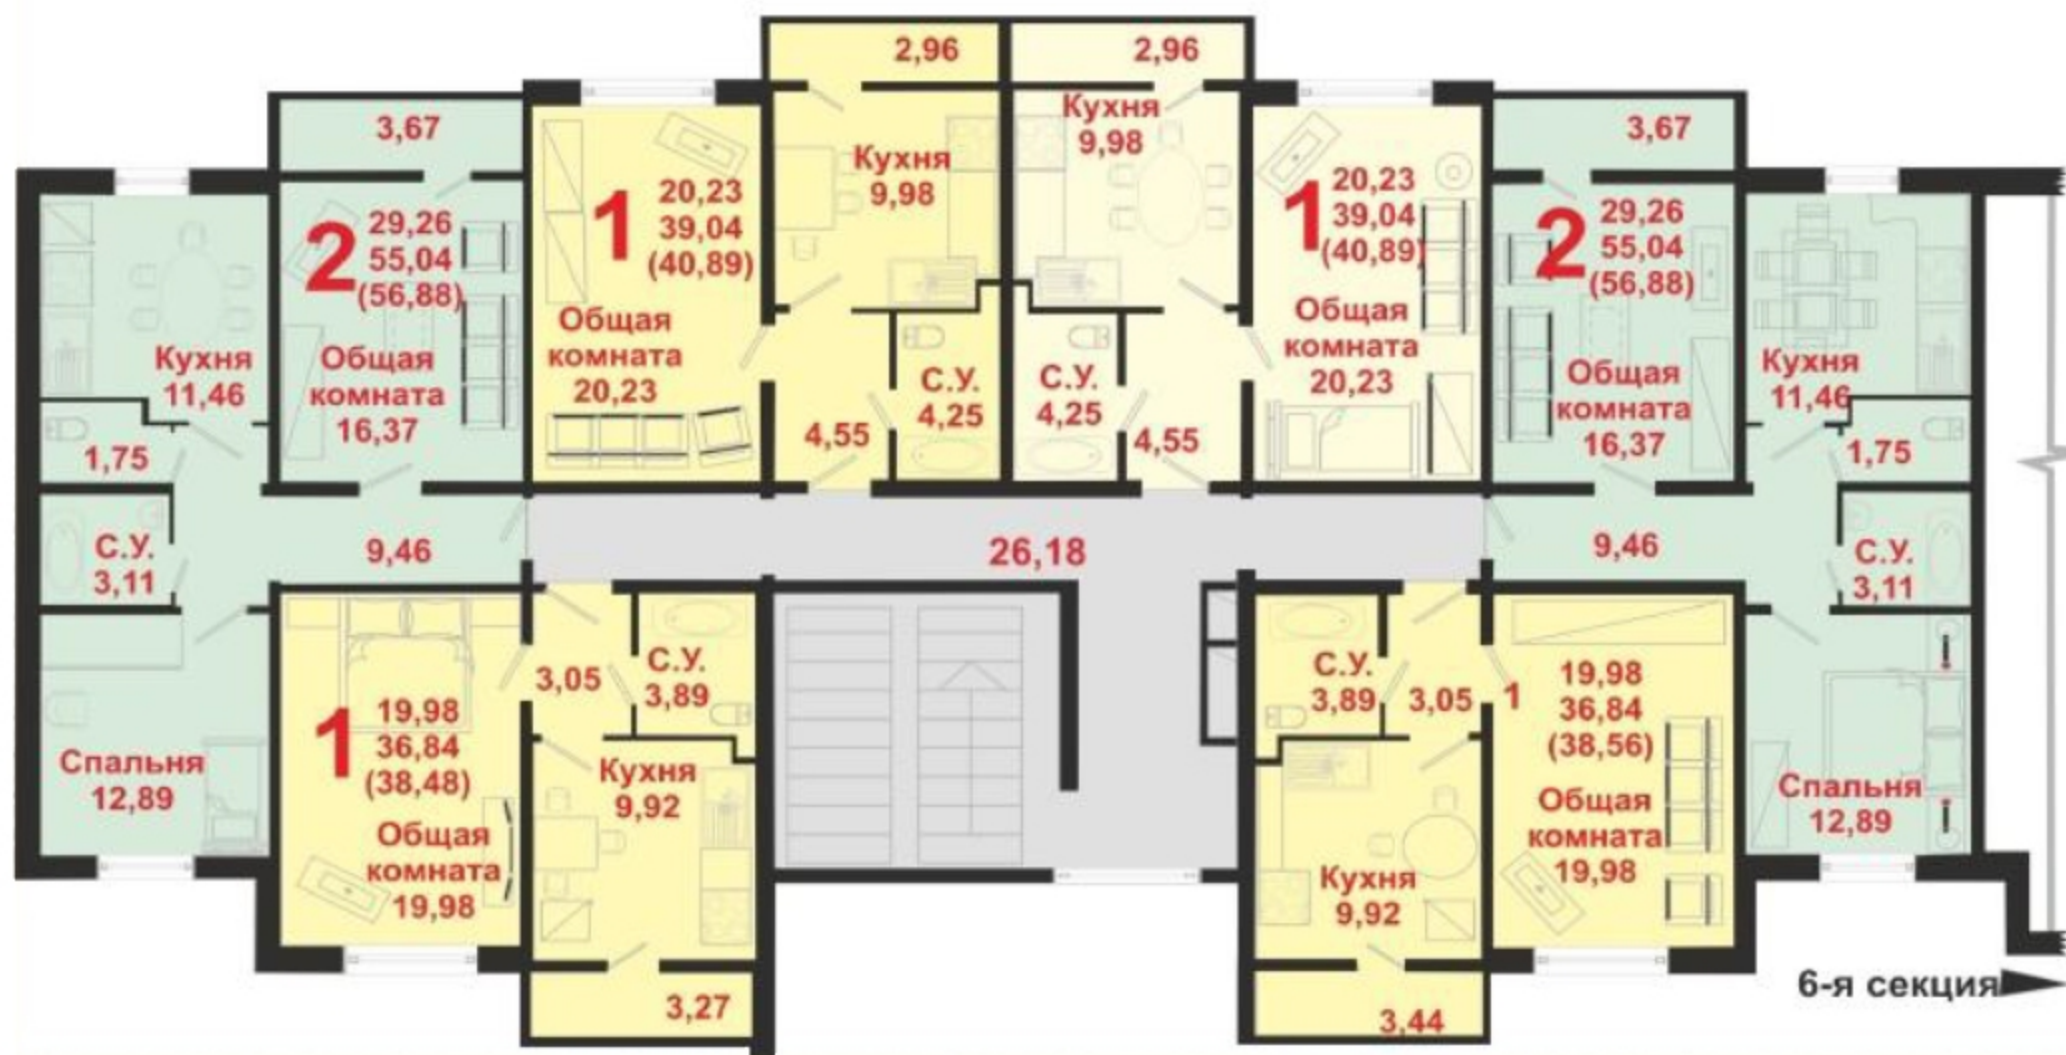 2,96
2,96
3,67
Кухня
9,98
3,67
Кухня
9,98
1
20,23
39,04
(40,89)
1
20,23
39,04
(40,89)
2
29,26
55,04
(56,88)
2
29,26
55,04
(56,88)
Кухня
11,46
Общая
комната
16,37
Общая
комната
20,23
Общая
комната
20,23
Общая
комната
16,37
Кухня
11,46
1,75
4,55
С.У.
4,25
С.У.
4,25
4,55
1,75
С.У.
3,11
9,46
26,18
9,46
С.У.
3,11
3,05
С.У.
3,89
С.У.
3,89
3,05
1
19,98
36,84
(38,56)
1
19,98
36,84
(38,48)
Спальня
12,89
Кухня
9,92
Спальня
12,89
Общая
комната
19,98
Общая
комната
19,98
Кухня
9,92
6-я секция
3,27
3,44